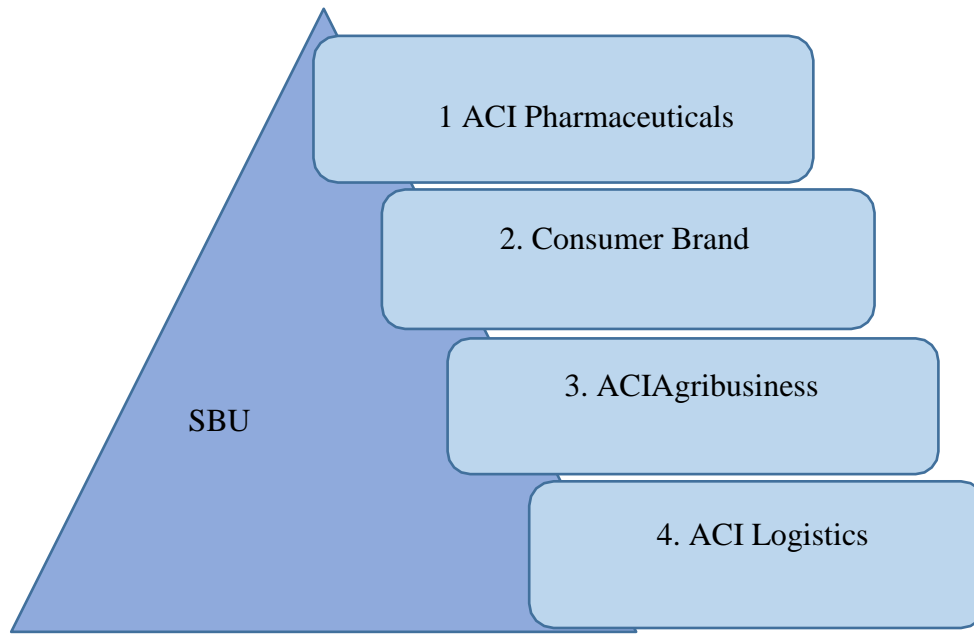 1 ACI Pharmaceuticals
2. Consumer Brand
3. ACIAgribusiness
SBU
4. ACI Logistics